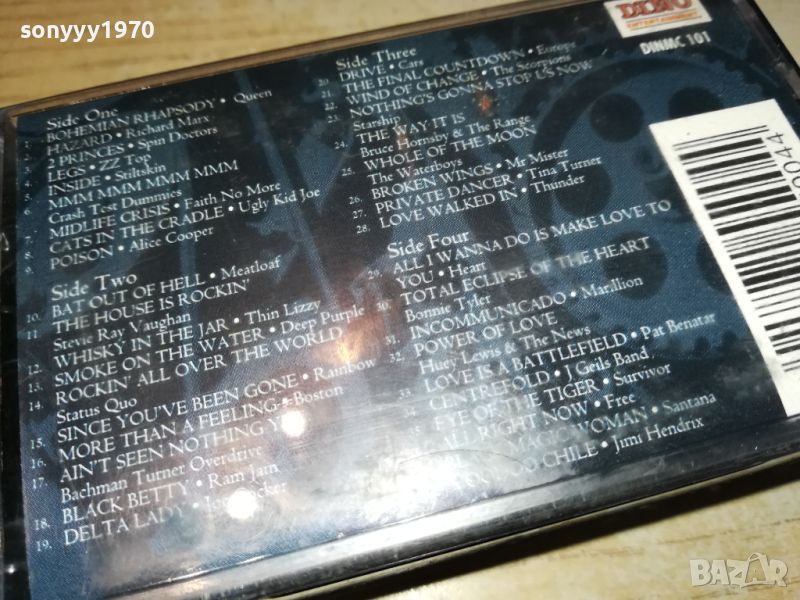 sonyyy1970
DINO
ENTERTAINMENT
DINMC 101
Side One
1. BOHEMIAN RHAPSODY • Queen
2. HAZARD • Richard Marx
3. 2 PRINCES • Spin Doctors
4. LEGS • ZZ Top
5. INSIDE • Stiltskin
6. MMM MMM MMM MMM
Crash Test Dummies
7. MIDLIFE CRISIS • Faith No More
8. CATS IN THE CRADLE • Ugly Kid Joe
9. POISON • Alice Cooper
Side Two
10. BAT OUT OF HELL • Meatloaf
11. THE HOUSE IS ROCKIN'
Stevie Ray Vaughan
12. WHISKY IN THE JAR • Thin Lizzy
13. SMOKE ON THE WATER • Deep Purple
14. ROCKIN' ALL OVER THE WORLD
Status Quo
15. SINCE YOU'VE BEEN GONE • Rainbow
16. MORE THAN A FEELING • Boston
17. AIN'T SEEN NOTHING
Bachman Turner Overdrive
18. BLACK BETTY • Ram Jam
19. DELTA LADY • Joe Cocker
Side Three
20. DRIVE • Cars
21. THE FINAL COUNTDOWN • Europe
22. WIND OF CHANGE • The Scorpions
23. NOTHING'S GONNA STOP US NOW
Starship
24. THE WAY IT IS
Bruce Hornsby & The Range
25. WHOLE OF THE MOON
The Waterboys
26. BROKEN WINGS • Mr Mister
27. PRIVATE DANCER • Tina Turner
28. LOVE WALKED IN • Thunder
Side Four
29. ALL I WANNA DO IS MAKE LOVE TO
YOU • Heart
30. TOTAL ECLIPSE OF THE HEART
Bonnie Tyler
31. INCOMMUNICADO • Marillion
32. POWER OF LOVE
Huey Lewis & The News
LOVE IS A BATTLEFIELD • Pat Benatar
34. CENTREFOLD • J Geils Band
35. EYE OF THE TIGER • Survivor
ALL RIGHT NOW • Free
MAGIC WOMAN • Santana
CHILE • Jimi Hendrix
0044
BAZAR